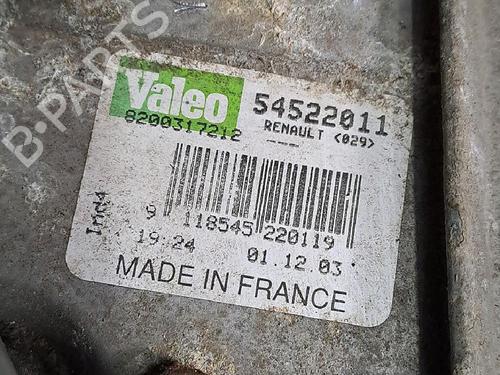 B-PARTS
Valeo
54522011
8200317212
RENAULT <029>
9 118545 220119
19:24 01.12.03
MADE IN FRANCE